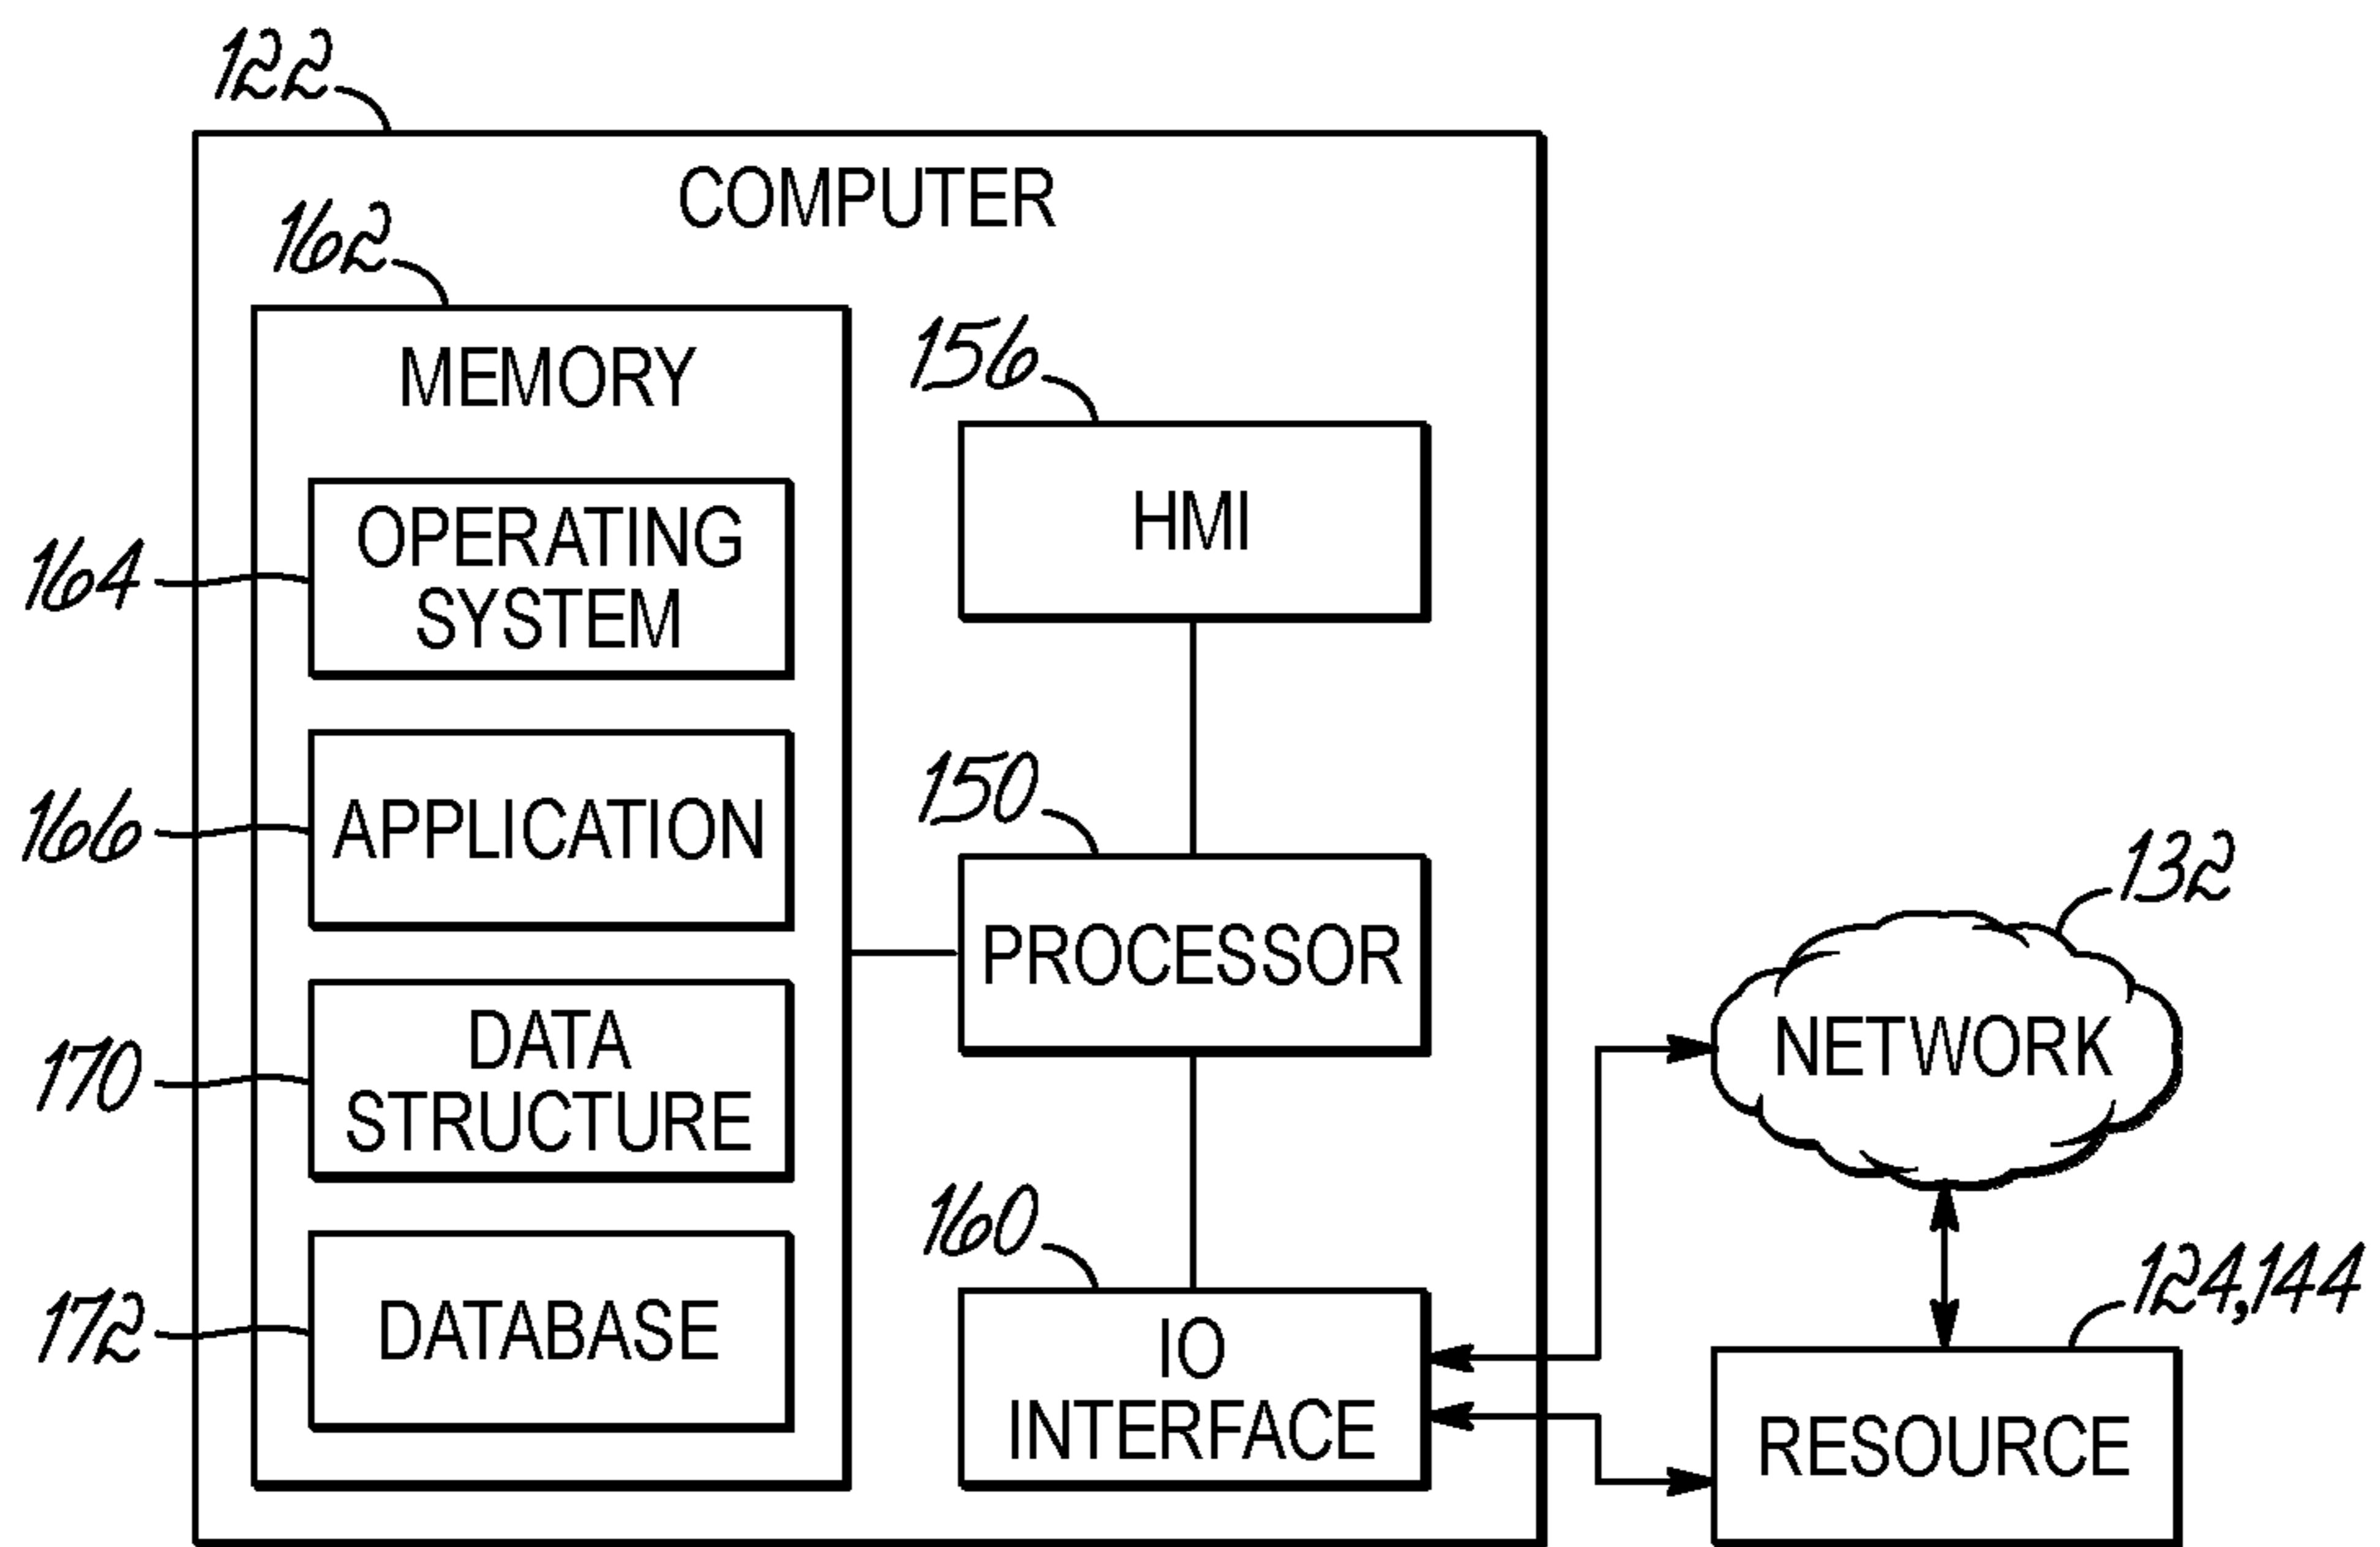 122
COMPUTER
162
MEMORY
156
164
OPERATING
SYSTEM
HMI
166
APPLICATION
150
PROCESSOR
132
NETWORK
170
DATA
STRUCTURE
160
172
DATABASE
IO
INTERFACE
124,144
RESOURCE